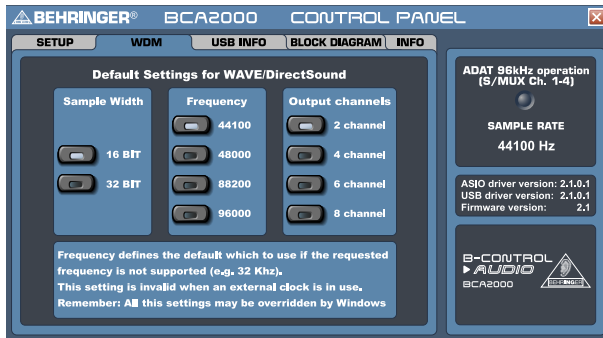 BEHRINGER® BCA2000 CONTROL PANEL
SETUP WDM USB INFO BLOCK DIAGRAM INFO
Default Settings for WAVE/DirectSound
Sample Width
16 BIT
32 BIT
Frequency
44100
48000
88200
96000
Output channels
2 channel
4 channel
6 channel
8 channel
Frequency defines the default which to use if the requested
frequency is not supported (e.g. 32 Khz).
This setting is invalid when an external clock is in use.
Remember: All this settings may be overridden by Windows
ADAT 96kHz operation
(S/MUX Ch. 1-4)
SAMPLE RATE
44100 Hz
ASIO driver version: 2.1.0.1
USB driver version: 2.1.0.1
Firmware version: 2.1
B-CONTROL
AUDIO
BCA2000
BEHRINGER